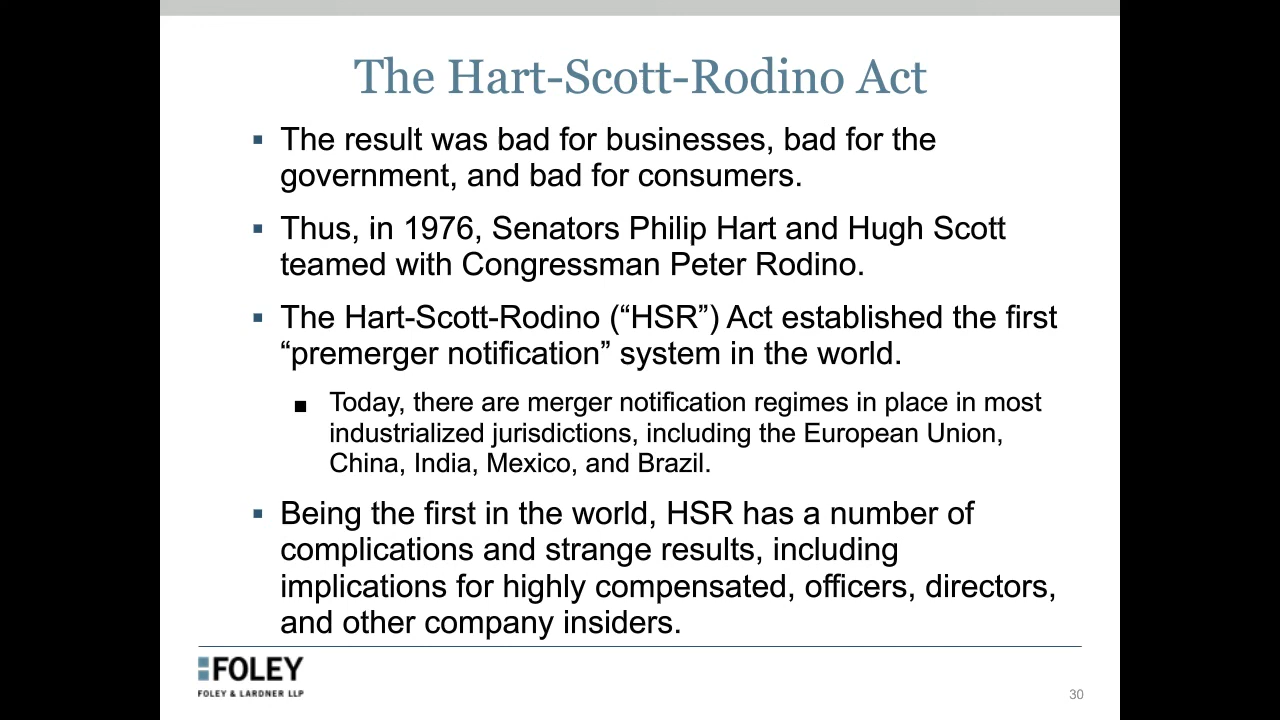 The Hart-Scott-Rodino Act
▪ The result was bad for businesses, bad for the
government, and bad for consumers.
▪ Thus, in 1976, Senators Philip Hart and Hugh Scott
teamed with Congressman Peter Rodino.
▪ The Hart-Scott-Rodino (“HSR”) Act established the first
“premerger notification” system in the world.
■ Today, there are merger notification regimes in place in most
industrialized jurisdictions, including the European Union,
China, India, Mexico, and Brazil.
▪ Being the first in the world, HSR has a number of
complications and strange results, including
implications for highly compensated, officers, directors,
and other company insiders.
FOLEY
FOLEY & LARDNER LLP
30